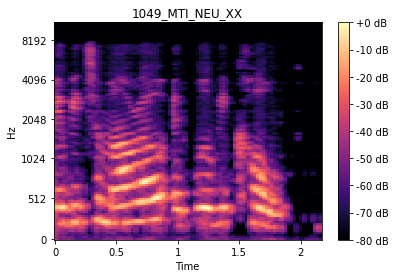 1049_MTI_NEU_XX
+0 dB
8192
-10 dB
4096
-20 dB
-30 dB
2048
Hz
-40 dB
1024
-50 dB
512
-60 dB
-70 dB
0
-80 dB
0
0.5
1
1.5
2
Time